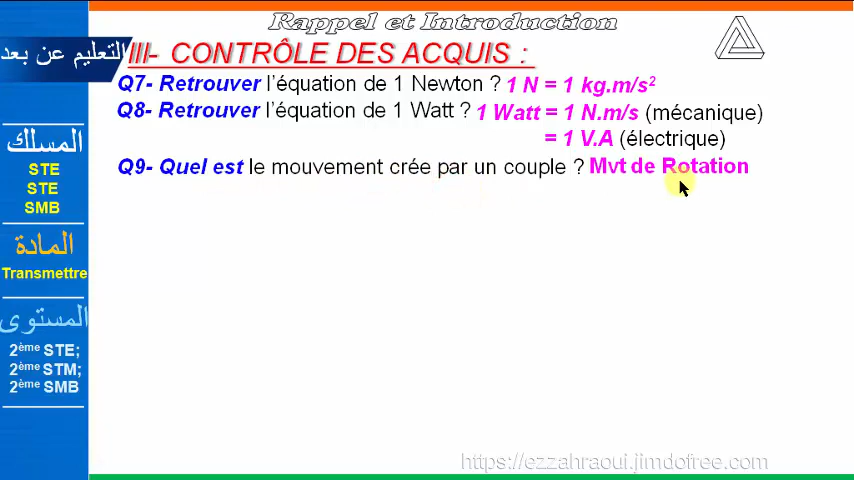 Rappel et Introduction
التعليم عن بعد
III- CONTRÔLE DES ACQUIS :
Q7- Retrouver l'équation de 1 Newton ? 1 N = 1 kg.m/s²
Q8- Retrouver l'équation de 1 Watt ? 1 Watt = 1 N.m/s (mécanique)
= 1 V.A (électrique)
Q9- Quel est le mouvement crée par un couple ? Mvt de Rotation
المسلك
STE
STE
SMB
المادة
Transmettre
المستوى
2ème STE;
2ème STM;
2ème SMB
https://ezzahraoui.jimdofree.com